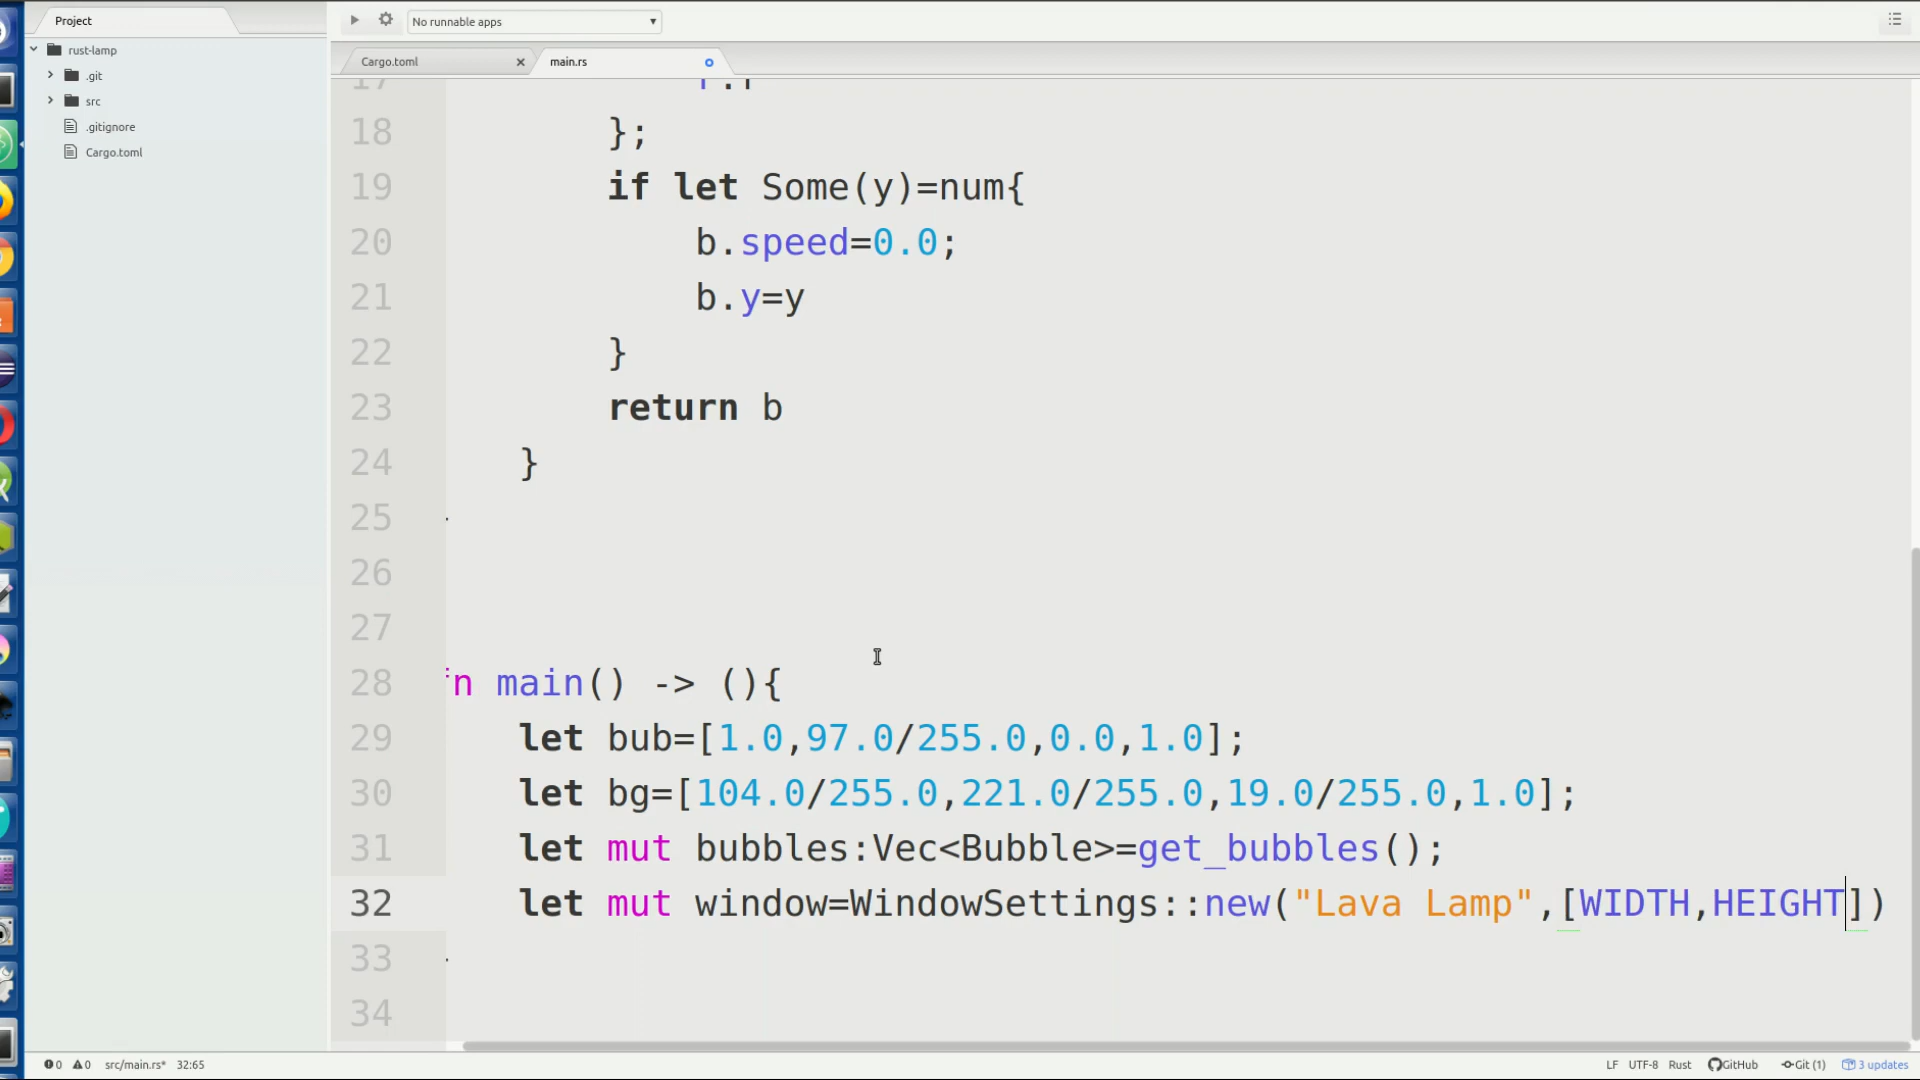 Project
No runnable apps
rust-lamp
.git
src
.gitignore
Cargo.toml
Cargo.toml
main.rs
17
18 };
19 if let Some(y)=num{
20 b.speed=0.0;
21 b.y=y
22 }
23 return b
24 }
25
26
27
28 fn main() -> (){
29 let bub=[1.0,97.0/255.0,0.0,1.0];
30 let bg=[104.0/255.0,221.0/255.0,19.0/255.0,1.0];
31 let mut bubbles:Vec<Bubble>=get_bubbles();
32 let mut window=WindowSettings::new("Lava Lamp",[WIDTH,HEIGHT])
33
34
0 0 src/main.rs* 32:65 LF UTF-8 Rust GitHub Git (1) 3 updates